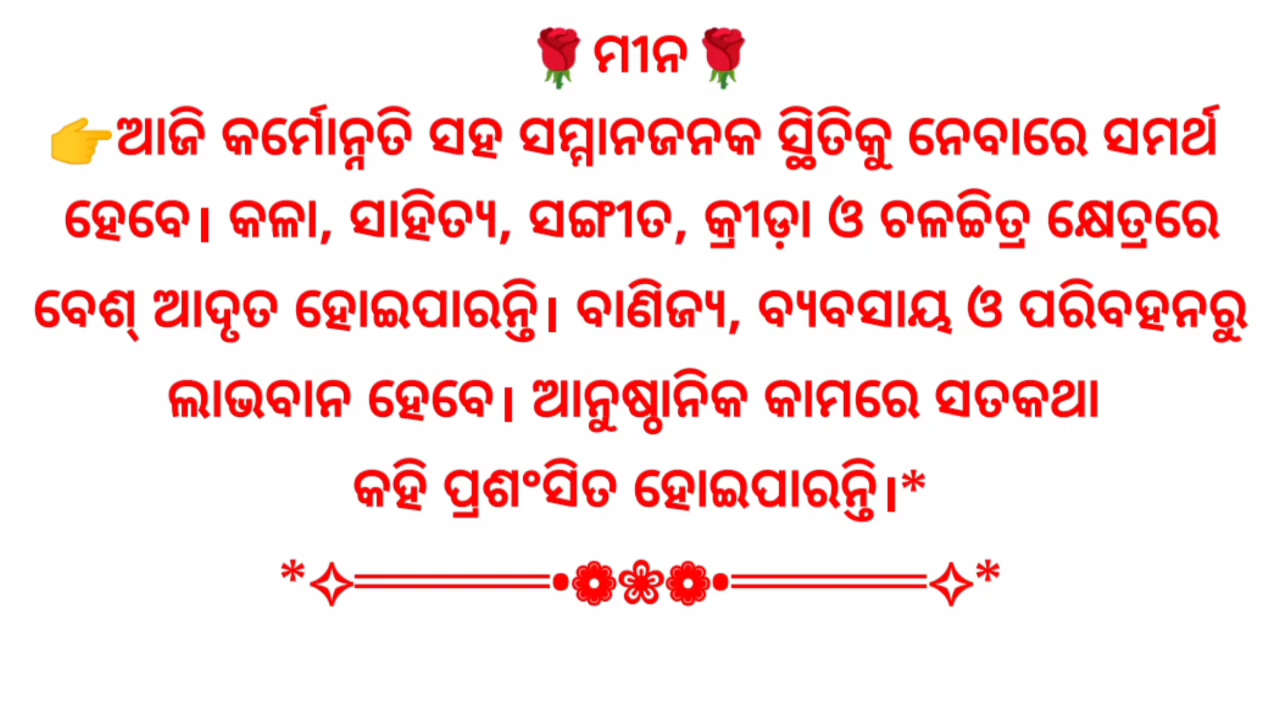 🌹ମୀନ🌹
👉ଆଜି କର୍ମୋନ୍ନତି ସହ ସମ୍ମାନଜନକ ସ୍ଥିତିକୁ ନେବାରେ ସମର୍ଥ
ହେବେ। କଳା, ସାହିତ୍ୟ, ସଙ୍ଗୀତ, କ୍ରୀଡ଼ା ଓ ଚଳଚ୍ଚିତ୍ର କ୍ଷେତ୍ରରେ
ବେଶ୍ ଆଦୃତ ହୋଇପାରନ୍ତି। ବାଣିଜ୍ୟ, ବ୍ୟବସାୟ ଓ ପରିବହନରୁ
ଲାଭବାନ ହେବେ। ଆନୁଷ୍ଠାନିକ କାମରେ ସତକଥା
କହି ପ୍ରଶଂସିତ ହୋଇପାରନ୍ତି।*
*✧════════•❁❀❁•════════✧*